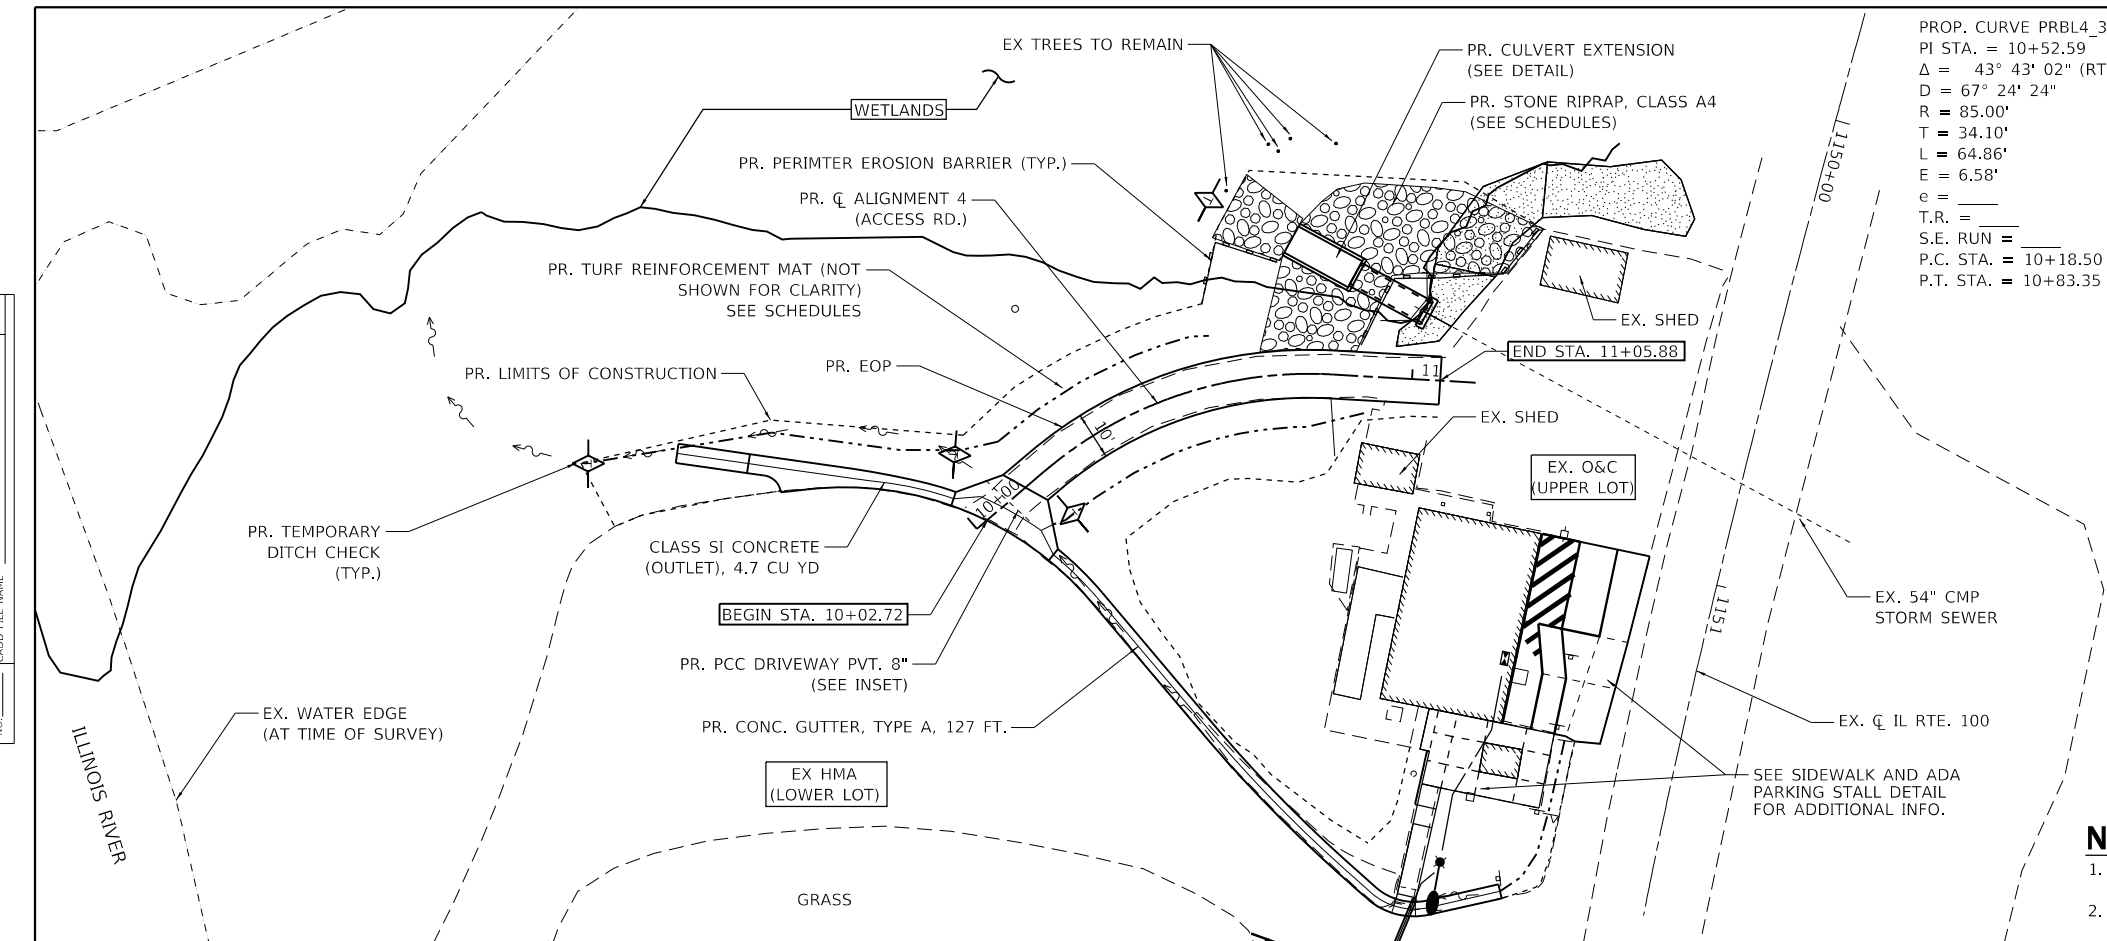 EX TREES TO REMAIN
WETLANDS
PR. PERIMTER EROSION BARRIER (TYP.)
PR. ℄ ALIGNMENT 4
(ACCESS RD.)
PR. TURF REINFORCEMENT MAT (NOT
SHOWN FOR CLARITY)
SEE SCHEDULES
PR. LIMITS OF CONSTRUCTION
PR. EOP
PR. CULVERT EXTENSION
(SEE DETAIL)
PR. STONE RIPRAP, CLASS A4
(SEE SCHEDULES)
1150+00
PROP. CURVE PRBL4_3
PI STA. = 10+52.59
Δ = 43° 43' 02" (RT
D = 67° 24' 24"
R = 85.00'
T = 34.10'
L = 64.86'
E = 6.58'
e = ____
T.R. = ____
S.E. RUN = ____
P.C. STA. = 10+18.50
P.T. STA. = 10+83.35
EX. SHED
END STA. 11+05.88
11
10'
10+00
EX. SHED
EX. O&C
(UPPER LOT)
PR. TEMPORARY
DITCH CHECK
(TYP.)
CLASS SI CONCRETE
(OUTLET), 4.7 CU YD
BEGIN STA. 10+02.72
PR. PCC DRIVEWAY PVT. 8"
(SEE INSET)
PR. CONC. GUTTER, TYPE A, 127 FT.
EX. WATER EDGE
(AT TIME OF SURVEY)
ILLINOIS RIVER
EX HMA
(LOWER LOT)
GRASS
1151
EX. 54" CMP
STORM SEWER
EX. ℄ IL RTE. 100
SEE SIDEWALK AND ADA
PARKING STALL DETAIL
FOR ADDITIONAL INFO.
N
1.
2.
CADD FILE NAME
NO.